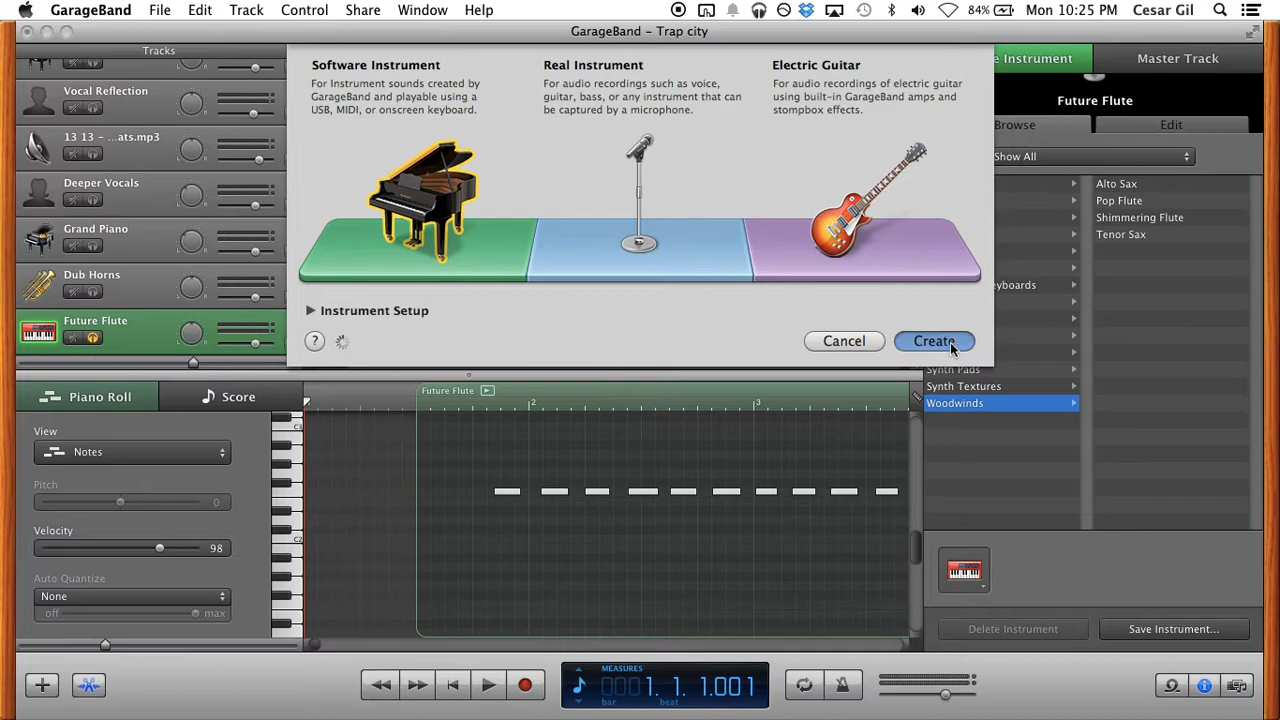 GarageBand File Edit Track Control Share Window Help 84% Mon 10:25 PM Cesar Gil
GarageBand – Trap city
Tracks
Vocal Reflection
13 13 – ...ats.mp3
Deeper Vocals
Grand Piano
Dub Horns
Future Flute
Software Instrument
For Instrument sounds created by
GarageBand and playable using a
USB, MIDI, or onscreen keyboard.
Real Instrument
For audio recordings such as voice,
guitar, bass, or any instrument that can
be captured by a microphone.
Electric Guitar
For audio recordings of electric guitar
using built-in GarageBand amps and
stompbox effects.
Instrument Setup
?
Cancel
Create
e Instrument
Master Track
Future Flute
Browse
Edit
Show All
Alto Sax
Pop Flute
Shimmering Flute
Tenor Sax
eyboards
Synth Pads
Synth Textures
Woodwinds
Delete Instrument
Save Instrument...
Piano Roll
Score
View
Notes
Pitch
0
Velocity
98
Auto Quantize
None
off max
Future Flute
2
3
C3
C2
MEASURES
0001. 1. 1.001
bar beat